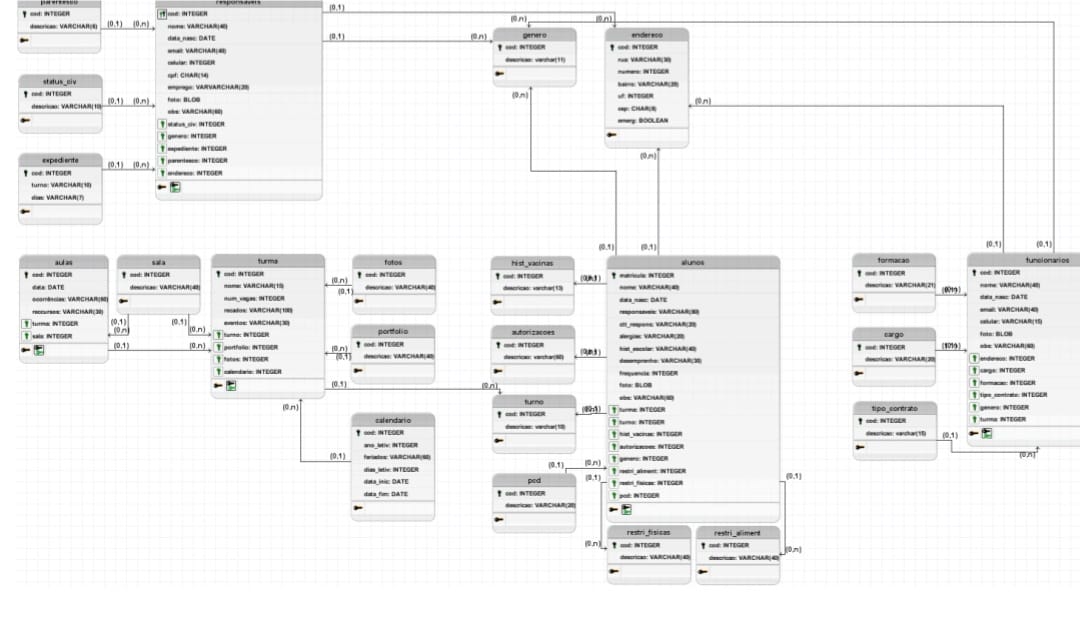 parentesco
cod: INTEGER
descricao: VARCHAR(6)
(0,1)
(0,n)
responsaveis
cod: INTEGER
nome: VARCHAR(40)
data_nasc: DATE
email: VARCHAR(40)
celular: INTEGER
cpf: CHAR(14)
emprego: VARVARCHAR(20)
foto: BLOB
obs: VARCHAR(60)
status_civ: INTEGER
genero: INTEGER
expediente: INTEGER
parentesco: INTEGER
endereco: INTEGER
(0,1)
(0,1)
(0,n)
status_civ
cod: INTEGER
descricao: VARCHAR(10)
(0,1)
(0,n)
expediente
cod: INTEGER
turno: VARCHAR(10)
dias: VARCHAR(7)
(0,1)
(0,n)
(0,n)
(0,n)
genero
cod: INTEGER
descricao: varchar(11)
(0,n)
endereco
cod: INTEGER
rua: VARCHAR(30)
numero: INTEGER
bairro: VARCHAR(20)
uf: INTEGER
cep: CHAR(8)
emerg: BOOLEAN
(0,n)
(0,n)
(0,1)
(0,1)
(0,1)
(0,1)
aulas
cod: INTEGER
data: DATE
ocorrências: VARCHAR(60)
reccursos: VARCHAR(30)
turma: INTEGER
sala: INTEGER
sala
cod: INTEGER
descricao: VARCHAR(40)
(0,1)
(0,n)
(0,1)
(0,n)
(0,1)
(0,n)
turma
cod: INTEGER
nome: VARCHAR(15)
num_vagas: INTEGER
recados: VARCHAR(100)
eventos: VARCHAR(30)
turno: INTEGER
portfolio: INTEGER
fotos: INTEGER
calendario: INTEGER
(0,n)
(0,1)
(0,n)
(0,1)
(0,1)
(0,n)
(0,n)
(0,1)
fotos
cod: INTEGER
descricao: VARCHAR(40)
portfolio
cod: INTEGER
descricao: VARCHAR(40)
calendario
cod: INTEGER
ano_letiv: INTEGER
feriados: VARCHAR(60)
dias_letiv: INTEGER
data_inic: DATE
data_fim: DATE
hist_vacinas
cod: INTEGER
descricao: varchar(13)
autorizacoes
cod: INTEGER
descricao: varchar(60)
turno
cod: INTEGER
descricao: varchar(10)
(0,1)
(0,n)
pcd
cod: INTEGER
descricao: VARCHAR(20)
alunos
matricula: INTEGER
nome: VARCHAR(40)
data_nasc: DATE
responsaveis: VARCHAR(80)
alergias: VARCHAR(20)
hist_escolar: VARCHAR(40)
desempenho: VARCHAR(30)
frequencia: INTEGER
foto: BLOB
obs: VARCHAR(60)
turma: INTEGER
turno: INTEGER
hist_vacinas: INTEGER
autorizacoes: INTEGER
genero: INTEGER
restri_aliment: INTEGER
restri_fisicas: INTEGER
pcd: INTEGER
(0,1)
(0,n)
(0,1)
(0,n)
restri_fisicas
cod: INTEGER
descricao: VARCHAR(40)
restri_aliment
cod: INTEGER
descricao: VARCHAR(40)
formacao
cod: INTEGER
descricao: VARCHAR(21)
cargo
cod: INTEGER
descricao: VARCHAR(20)
tipo_contrato
cod: INTEGER
descricao: varchar(15)
(0,1)
(0,n)
funcionarios
cod: INTEGER
nome: VARCHAR(40)
data_nasc: DATE
email: VARCHAR(40)
celular: VARCHAR(15)
foto: BLOB
obs: VARCHAR(60)
endereco: INTEGER
cargo: INTEGER
formacao: INTEGER
tipo_contrato: INTEGER
genero: INTEGER
turma: INTEGER